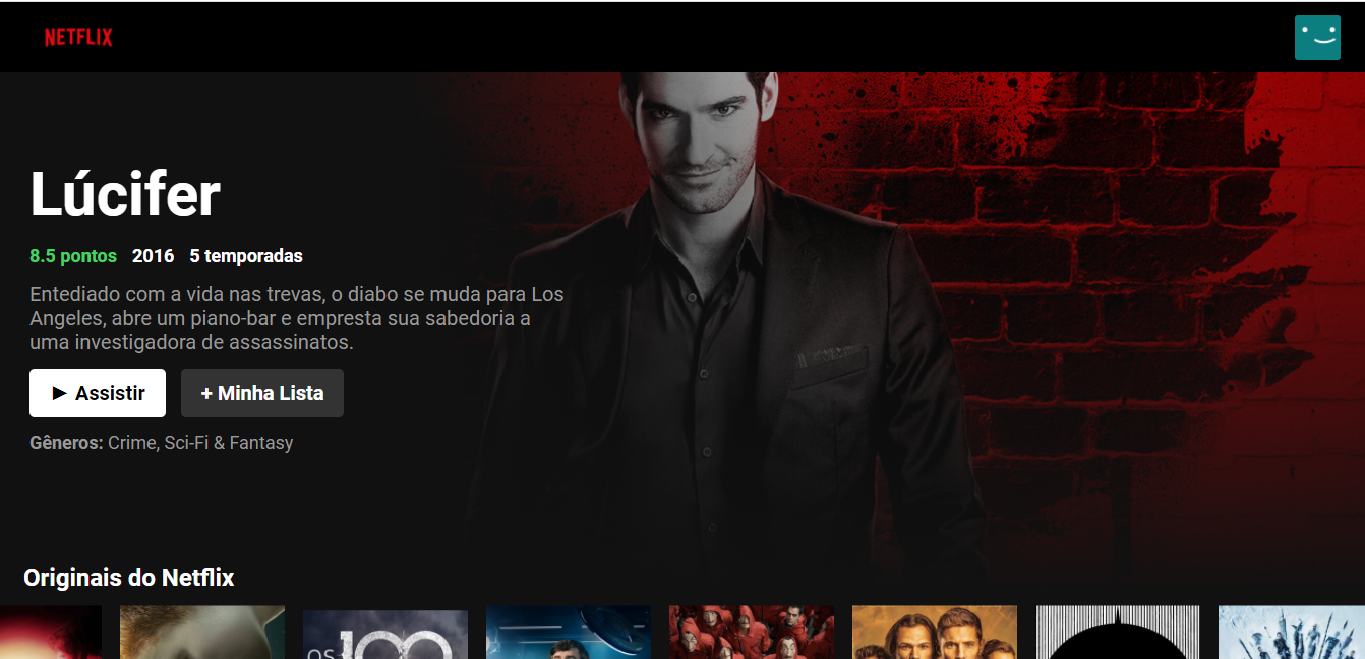 NETFLIX
Lúcifer
8.5 pontos 2016 5 temporadas
Entediado com a vida nas trevas, o diabo se muda para Los
Angeles, abre um piano-bar e empresta sua sabedoria a
uma investigadora de assassinatos.
► Assistir + Minha Lista
Gêneros: Crime, Sci-Fi & Fantasy
Originais do Netflix
OS 100